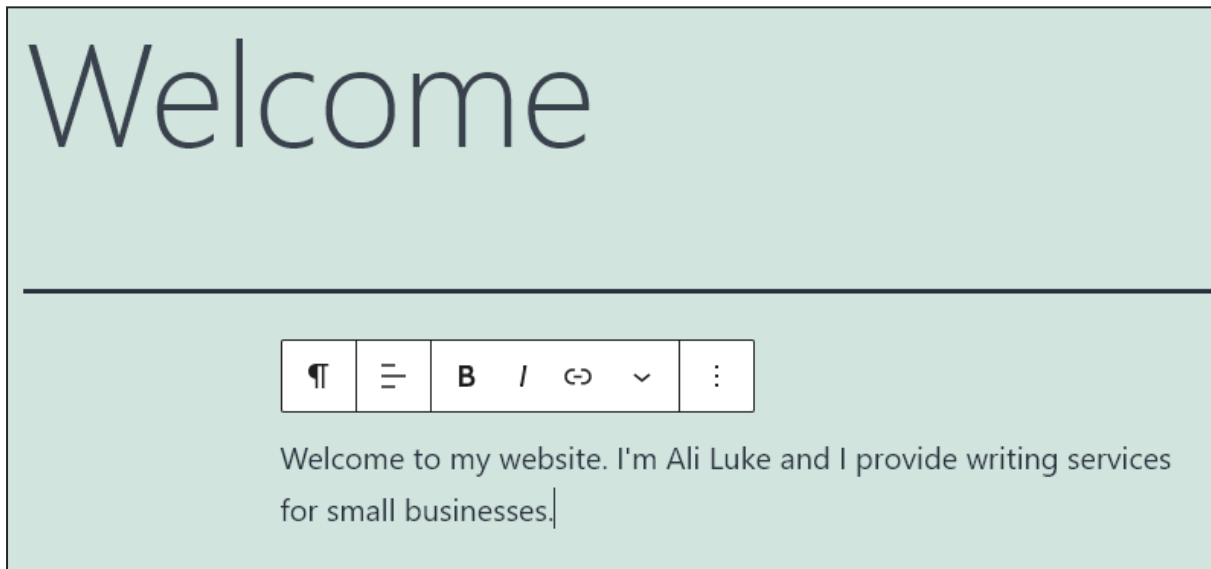 Welcome
¶
B I
Welcome to my website. I'm Ali Luke and I provide writing services
for small businesses.